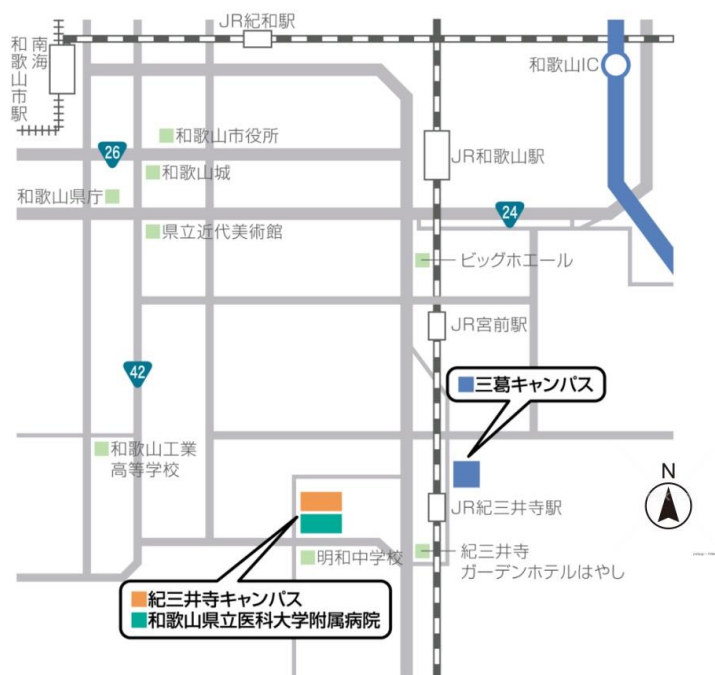 JR紀和駅
南海
和歌山市駅
和歌山IC
和歌山市役所
26
JR和歌山駅
和歌山城
和歌山県庁
24
県立近代美術館
ビッグホエール
JR宮前駅
42
三葛キャンパス
和歌山工業
高等学校
N
JR紀三井寺駅
明和中学校
紀三井寺
ガーデンホテルはやし
紀三井寺キャンパス
和歌山県立医科大学附属病院